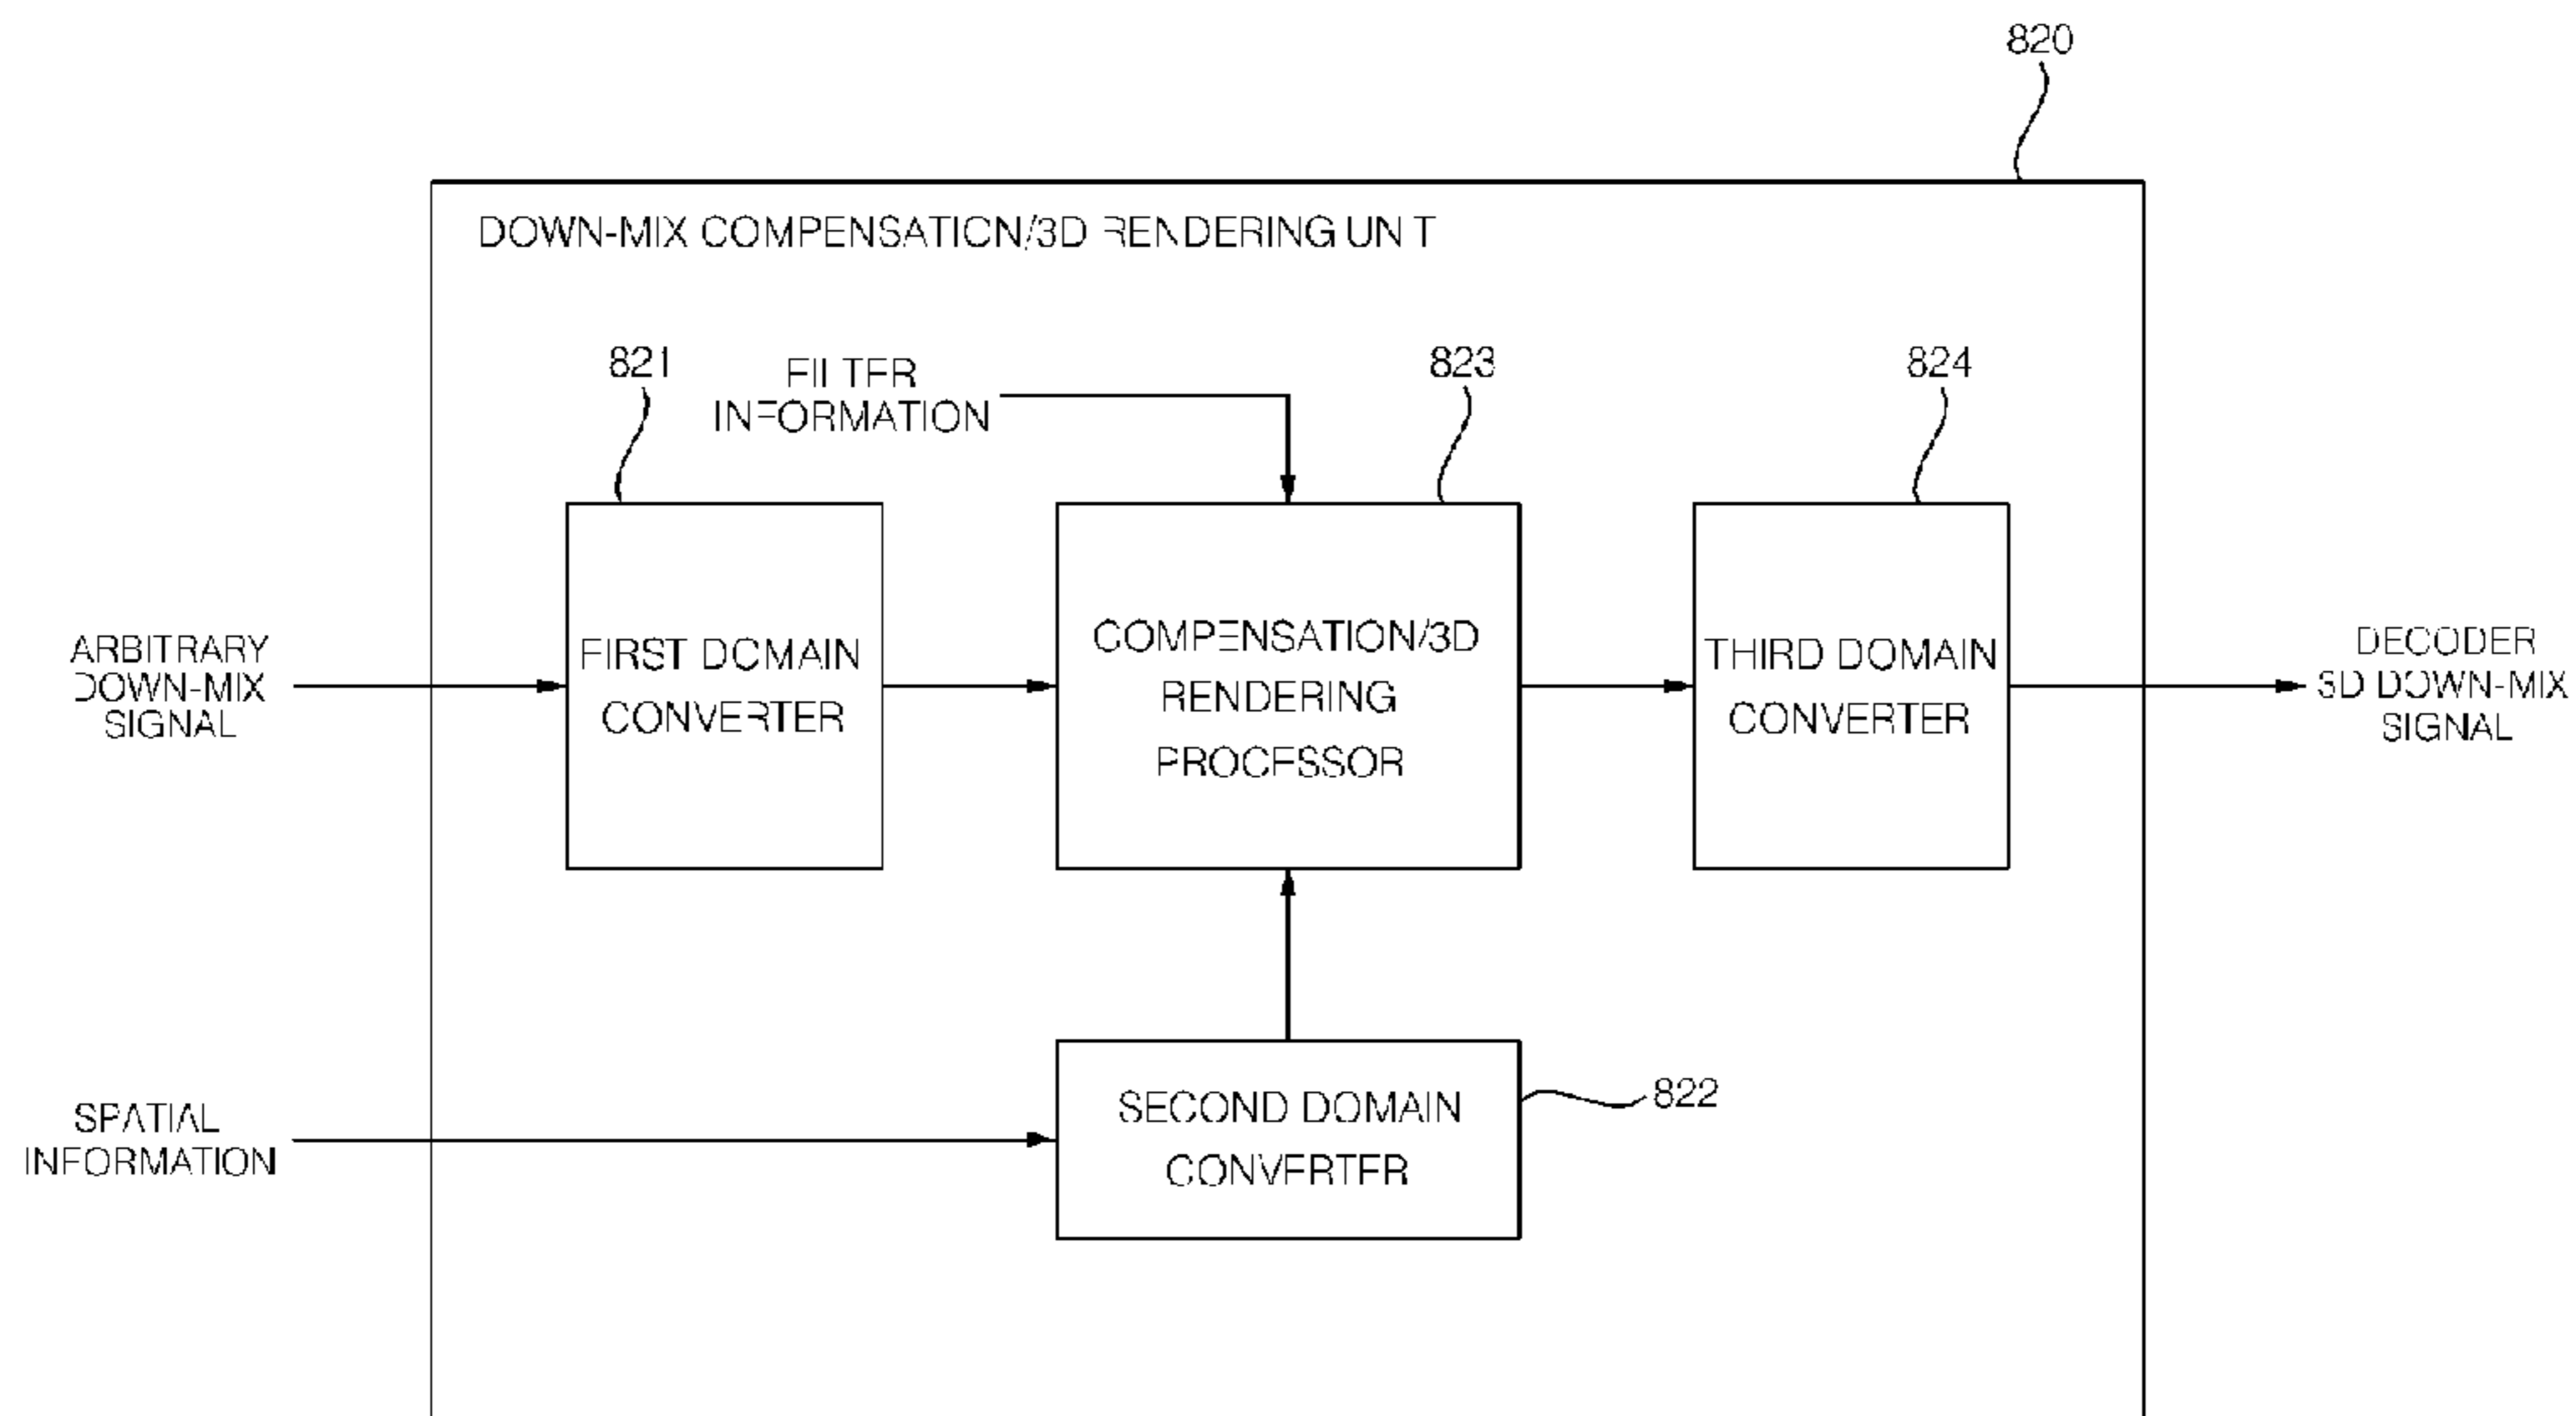 820
DOWN-MIX COMPENSATION/3D RENDERING UNIT
821
FILTER
INFORMATION
823
824
ARBITRARY
DOWN-MIX
SIGNAL
FIRST DOMAIN
CONVERTER
COMPENSATION/3D
RENDERING
PROCESSOR
THIRD DOMAIN
CONVERTER
DECODER
3D DOWN-MIX
SIGNAL
SPATIAL
INFORMATION
SECOND DOMAIN
CONVERTER
822